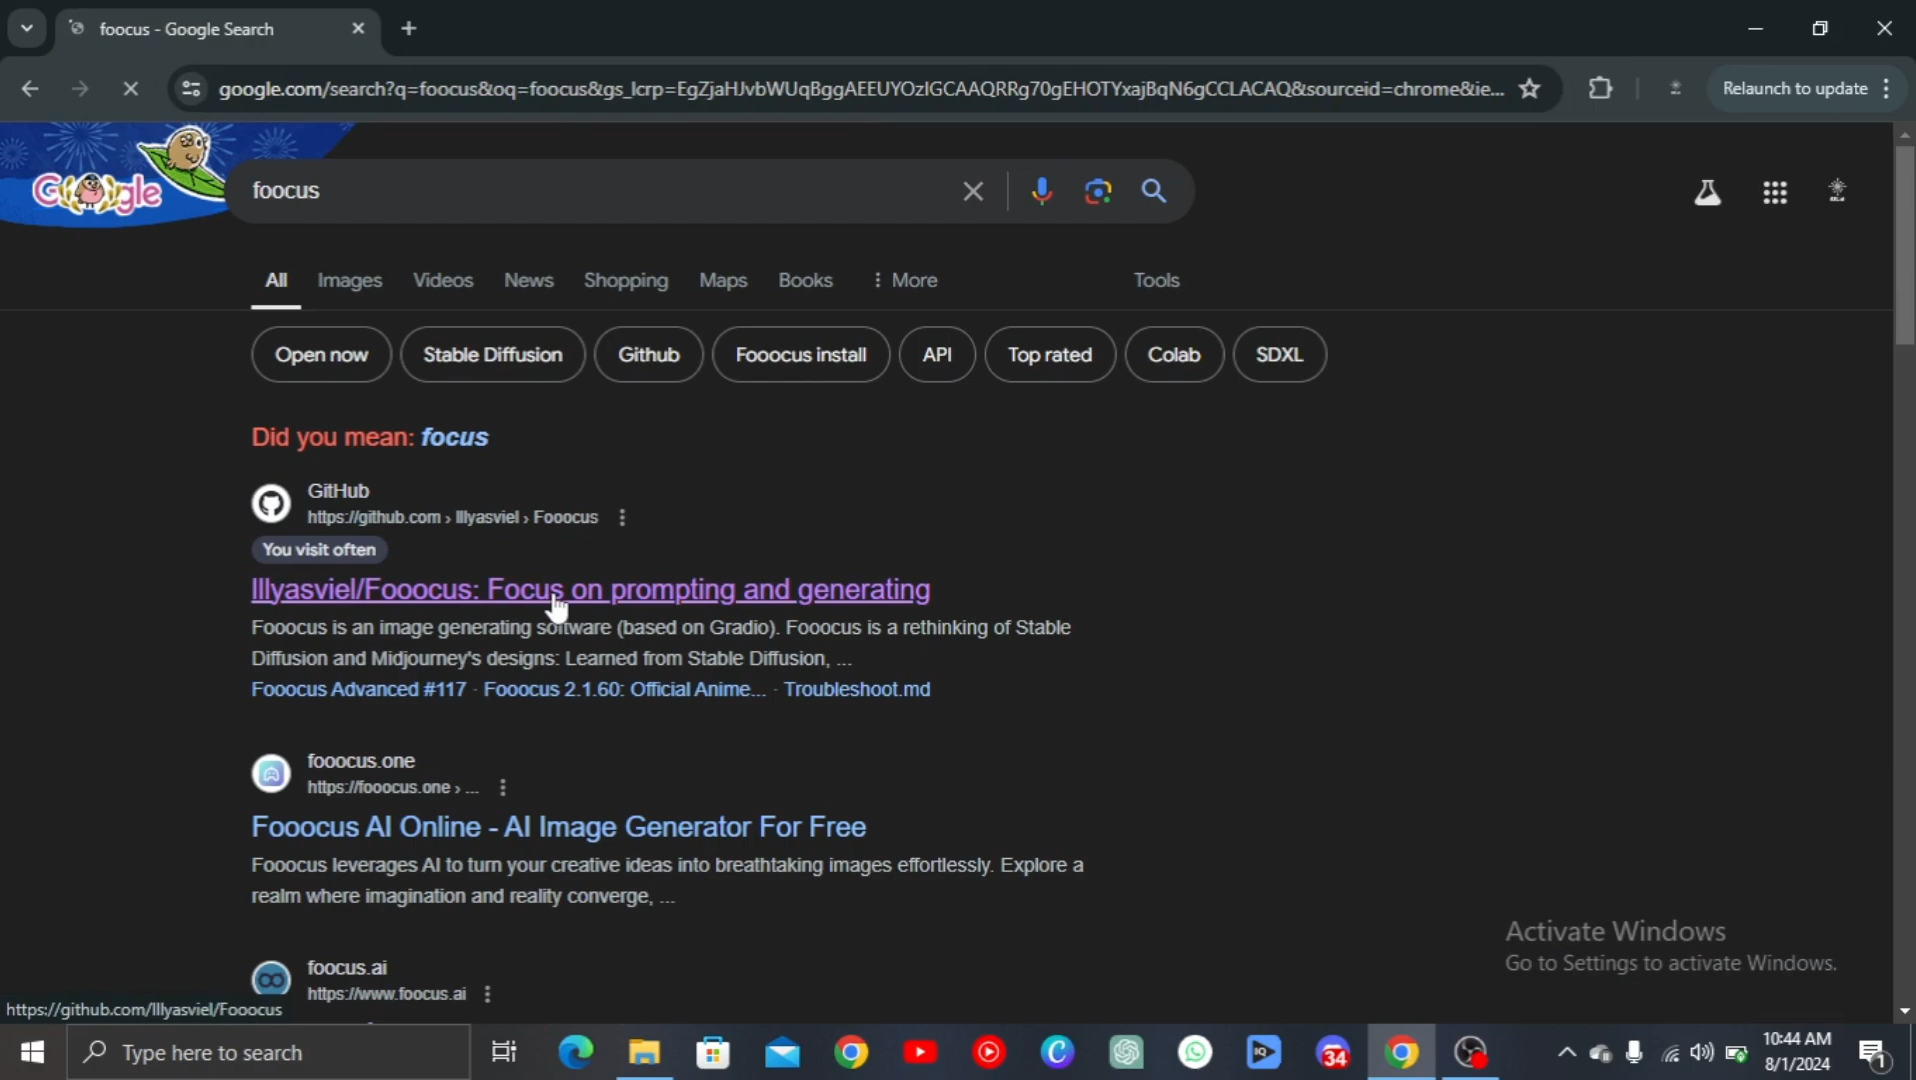 foocus - Google Search
google.com/search?q=foocus&oq=foocus&gs_lcrp=EgZjaHJvbWUqBggAEEUYOzIGCAAQRRg70gEHOTYxajBqN6gCCLACAQ&sourceid=chrome&ie...
Relaunch to update
Google
foocus
All Images Videos News Shopping Maps Books More Tools
Open now Stable Diffusion Github Fooocus install API Top rated Colab SDXL
Did you mean: focus
GitHub
https://github.com › lllyasviel › Fooocus
You visit often
lllyasviel/Fooocus: Focus on prompting and generating
Fooocus is an image generating software (based on Gradio). Fooocus is a rethinking of Stable
Diffusion and Midjourney's designs: Learned from Stable Diffusion, ...
Fooocus Advanced #117 · Fooocus 2.1.60: Official Anime... · Troubleshoot.md
fooocus.one
https://fooocus.one › ...
Fooocus AI Online - AI Image Generator For Free
Fooocus leverages AI to turn your creative ideas into breathtaking images effortlessly. Explore a
realm where imagination and reality converge, ...
foocus.ai
https://www.foocus.ai
Activate Windows
Go to Settings to activate Windows.
https://github.com/lllyasviel/Fooocus
Type here to search
34
10:44 AM
8/1/2024
1